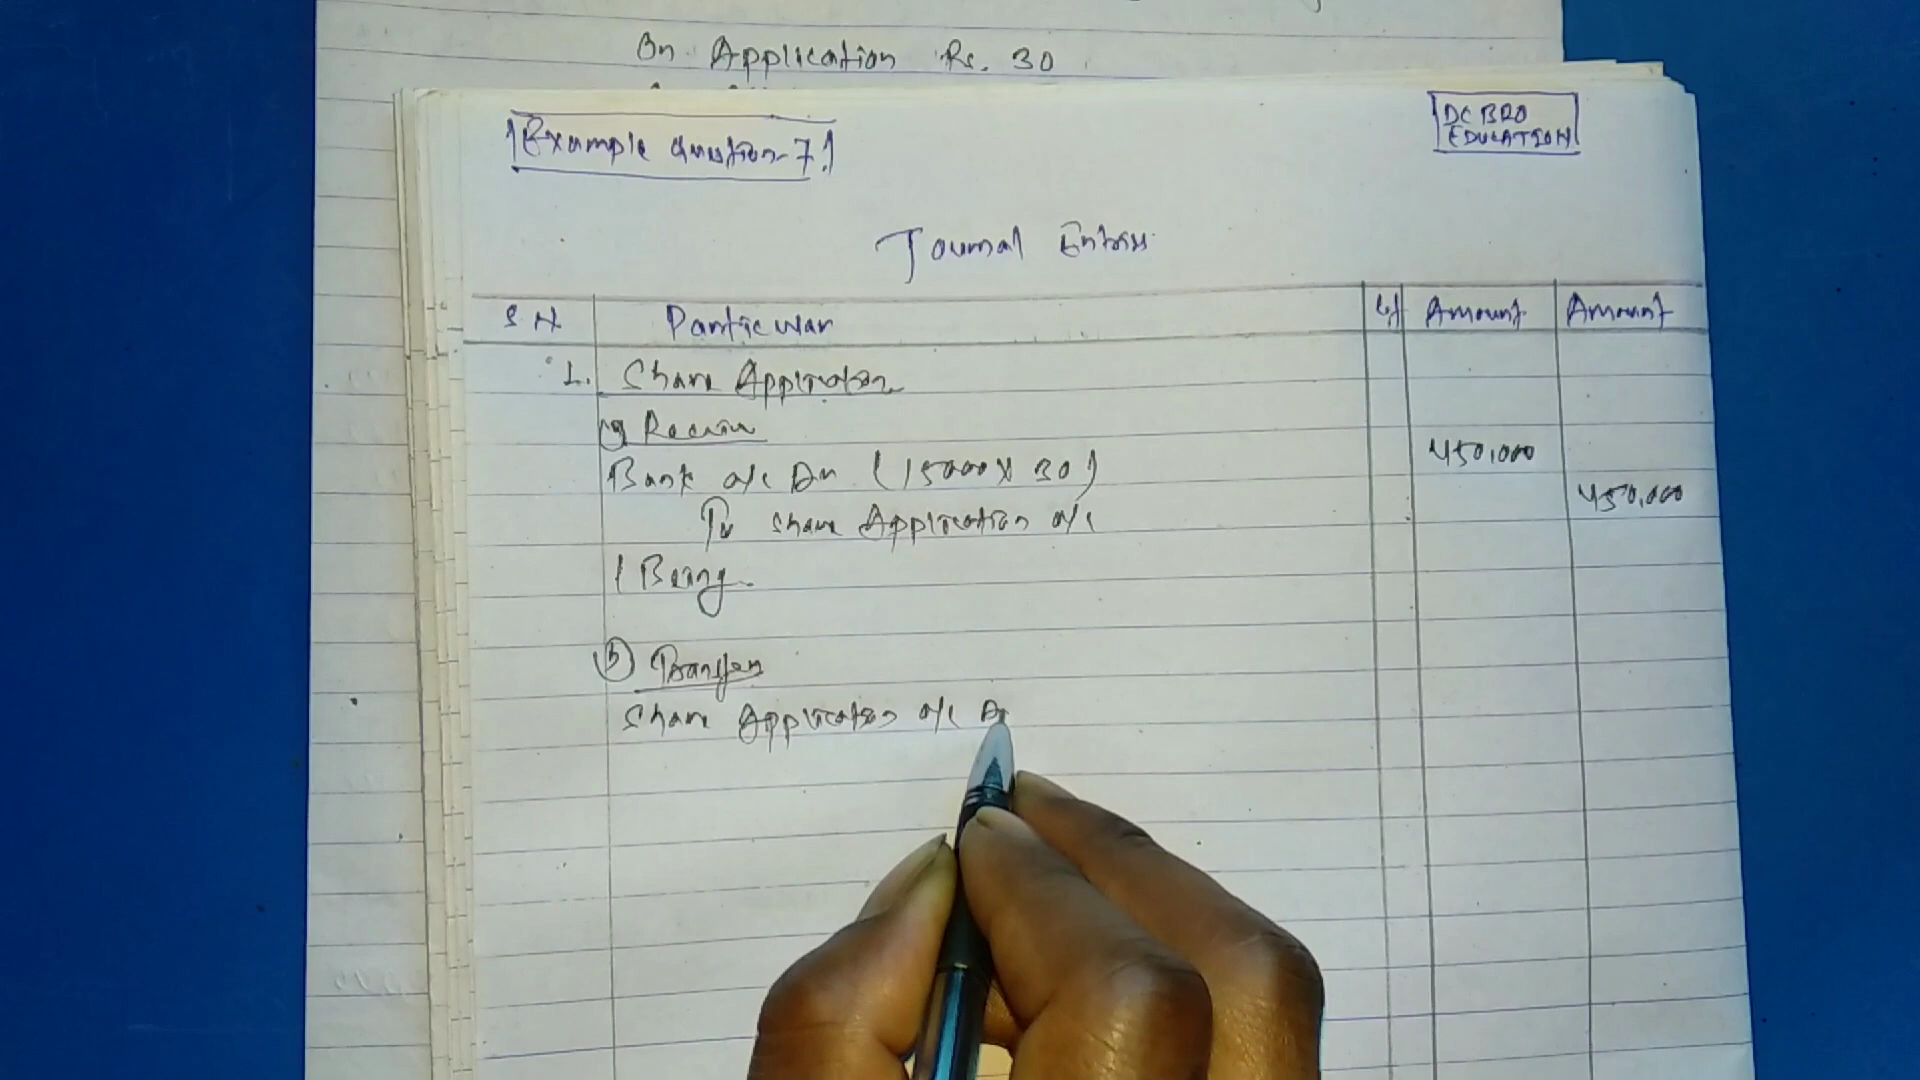 On Application Rs. 30
Example Question-7
DC BRO
EDUCATION
Journal Entries
S.N. Particular L/f Amount Amount
1. Share Application
a) Receive
Bank a/c Dr (15000 X 30) 450,000
To Share Application a/c 450,000
(Being
b) Transfer
Share Application a/c Dr